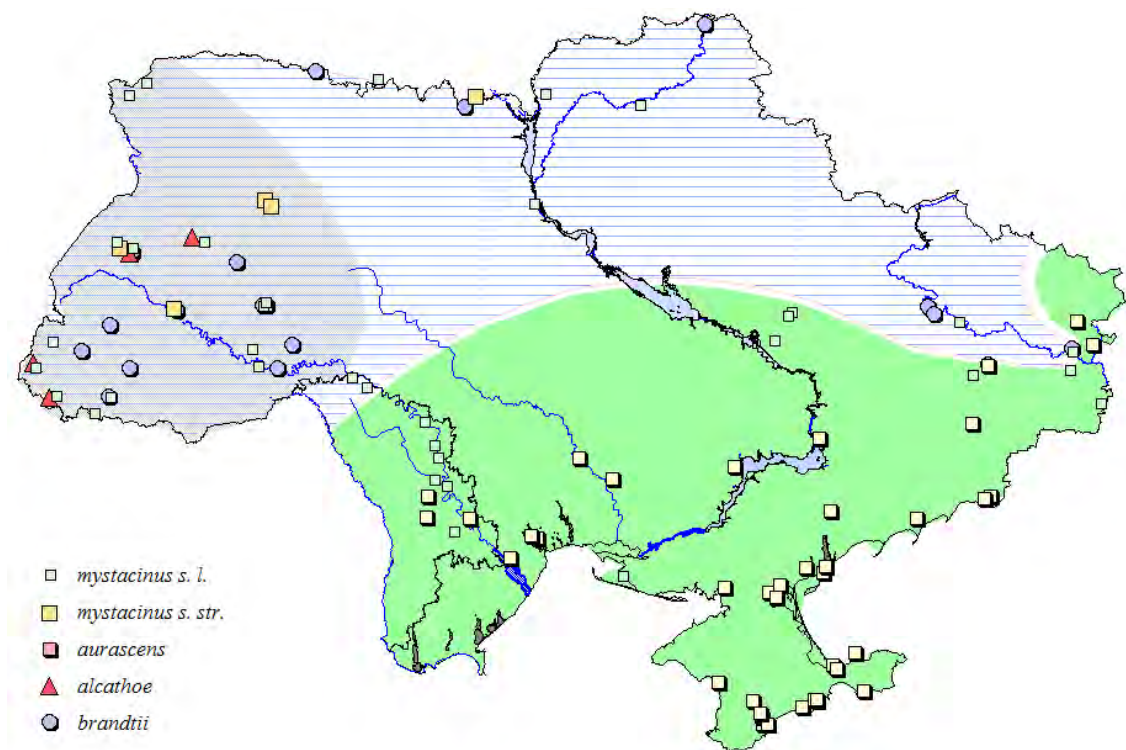 mystacinus s. l.
mystacinus s. str.
aurascens
alcathoe
brandtii